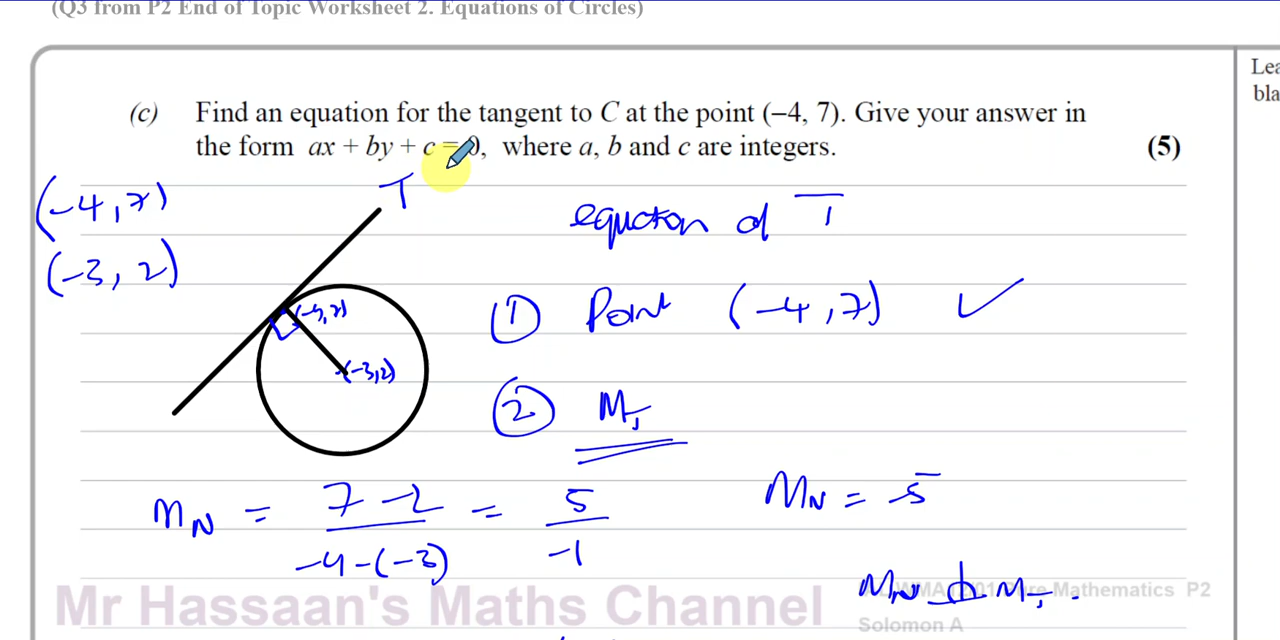 (Q3 from P2 End of Topic Worksheet 2. Equations of Circles)
Lea
bla
(c) Find an equation for the tangent to C at the point (−4, 7). Give your answer in
the form ax + by + c = 0, where a, b and c are integers.
(5)
(-4,7)
(-3, 2)
T
(-4,7)
(-3,2)
equation of T
① Point (-4,7) ✓
② M_T
M_N = 7-2 / -4-(-3) = 5 / -1
M_N = -5
M_N ⊥ M_T.
Mr Hassaan's Maths Channel
Mathematics P2
Solomon A